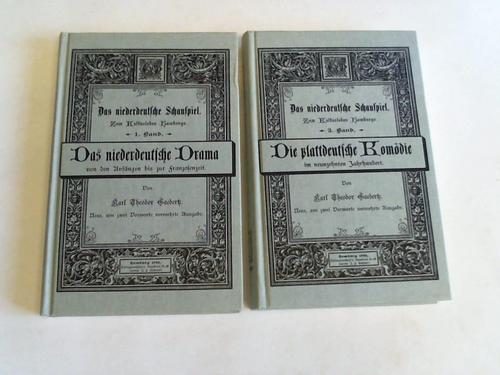 Das niederdeutsche Schauspiel.
Zum Kulturleben Hamburgs.
1. Band.
Das niederdeutsche Drama
von den Anfängen bis zur Franzosenzeit.
Von
Karl Theodor Gaedertz.
Neue, um zwei Vorworte vermehrte Ausgabe.
Hamburg
Das niederdeutsche Schauspiel.
Zum Kulturleben Hamburgs.
2. Band.
Die plattdeutsche Komödie
im neunzehnten Jahrhundert.
Von
Karl Theodor Gaedertz.
Neue, um zwei Vorworte vermehrte Ausgabe.
Hamburg